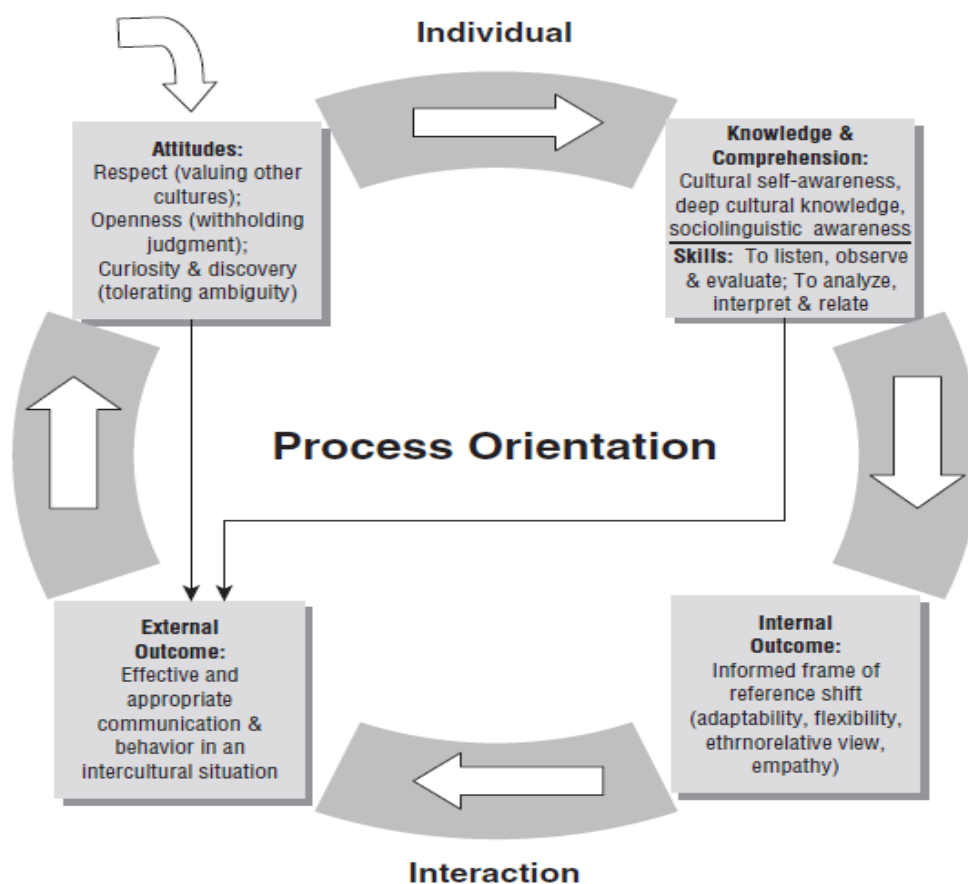 Individual
Attitudes:
Respect (valuing other
cultures);
Openness (withholding
judgment);
Curiosity & discovery
(tolerating ambiguity)
Knowledge &
Comprehension:
Cultural self-awareness,
deep cultural knowledge,
sociolinguistic awareness
Skills: To listen, observe
& evaluate; To analyze,
interpret & relate
Process Orientation
External
Outcome:
Effective and
appropriate
communication &
behavior in an
intercultural situation
Internal
Outcome:
Informed frame of
reference shift
(adaptability, flexibility,
ethrnorelative view,
empathy)
Interaction